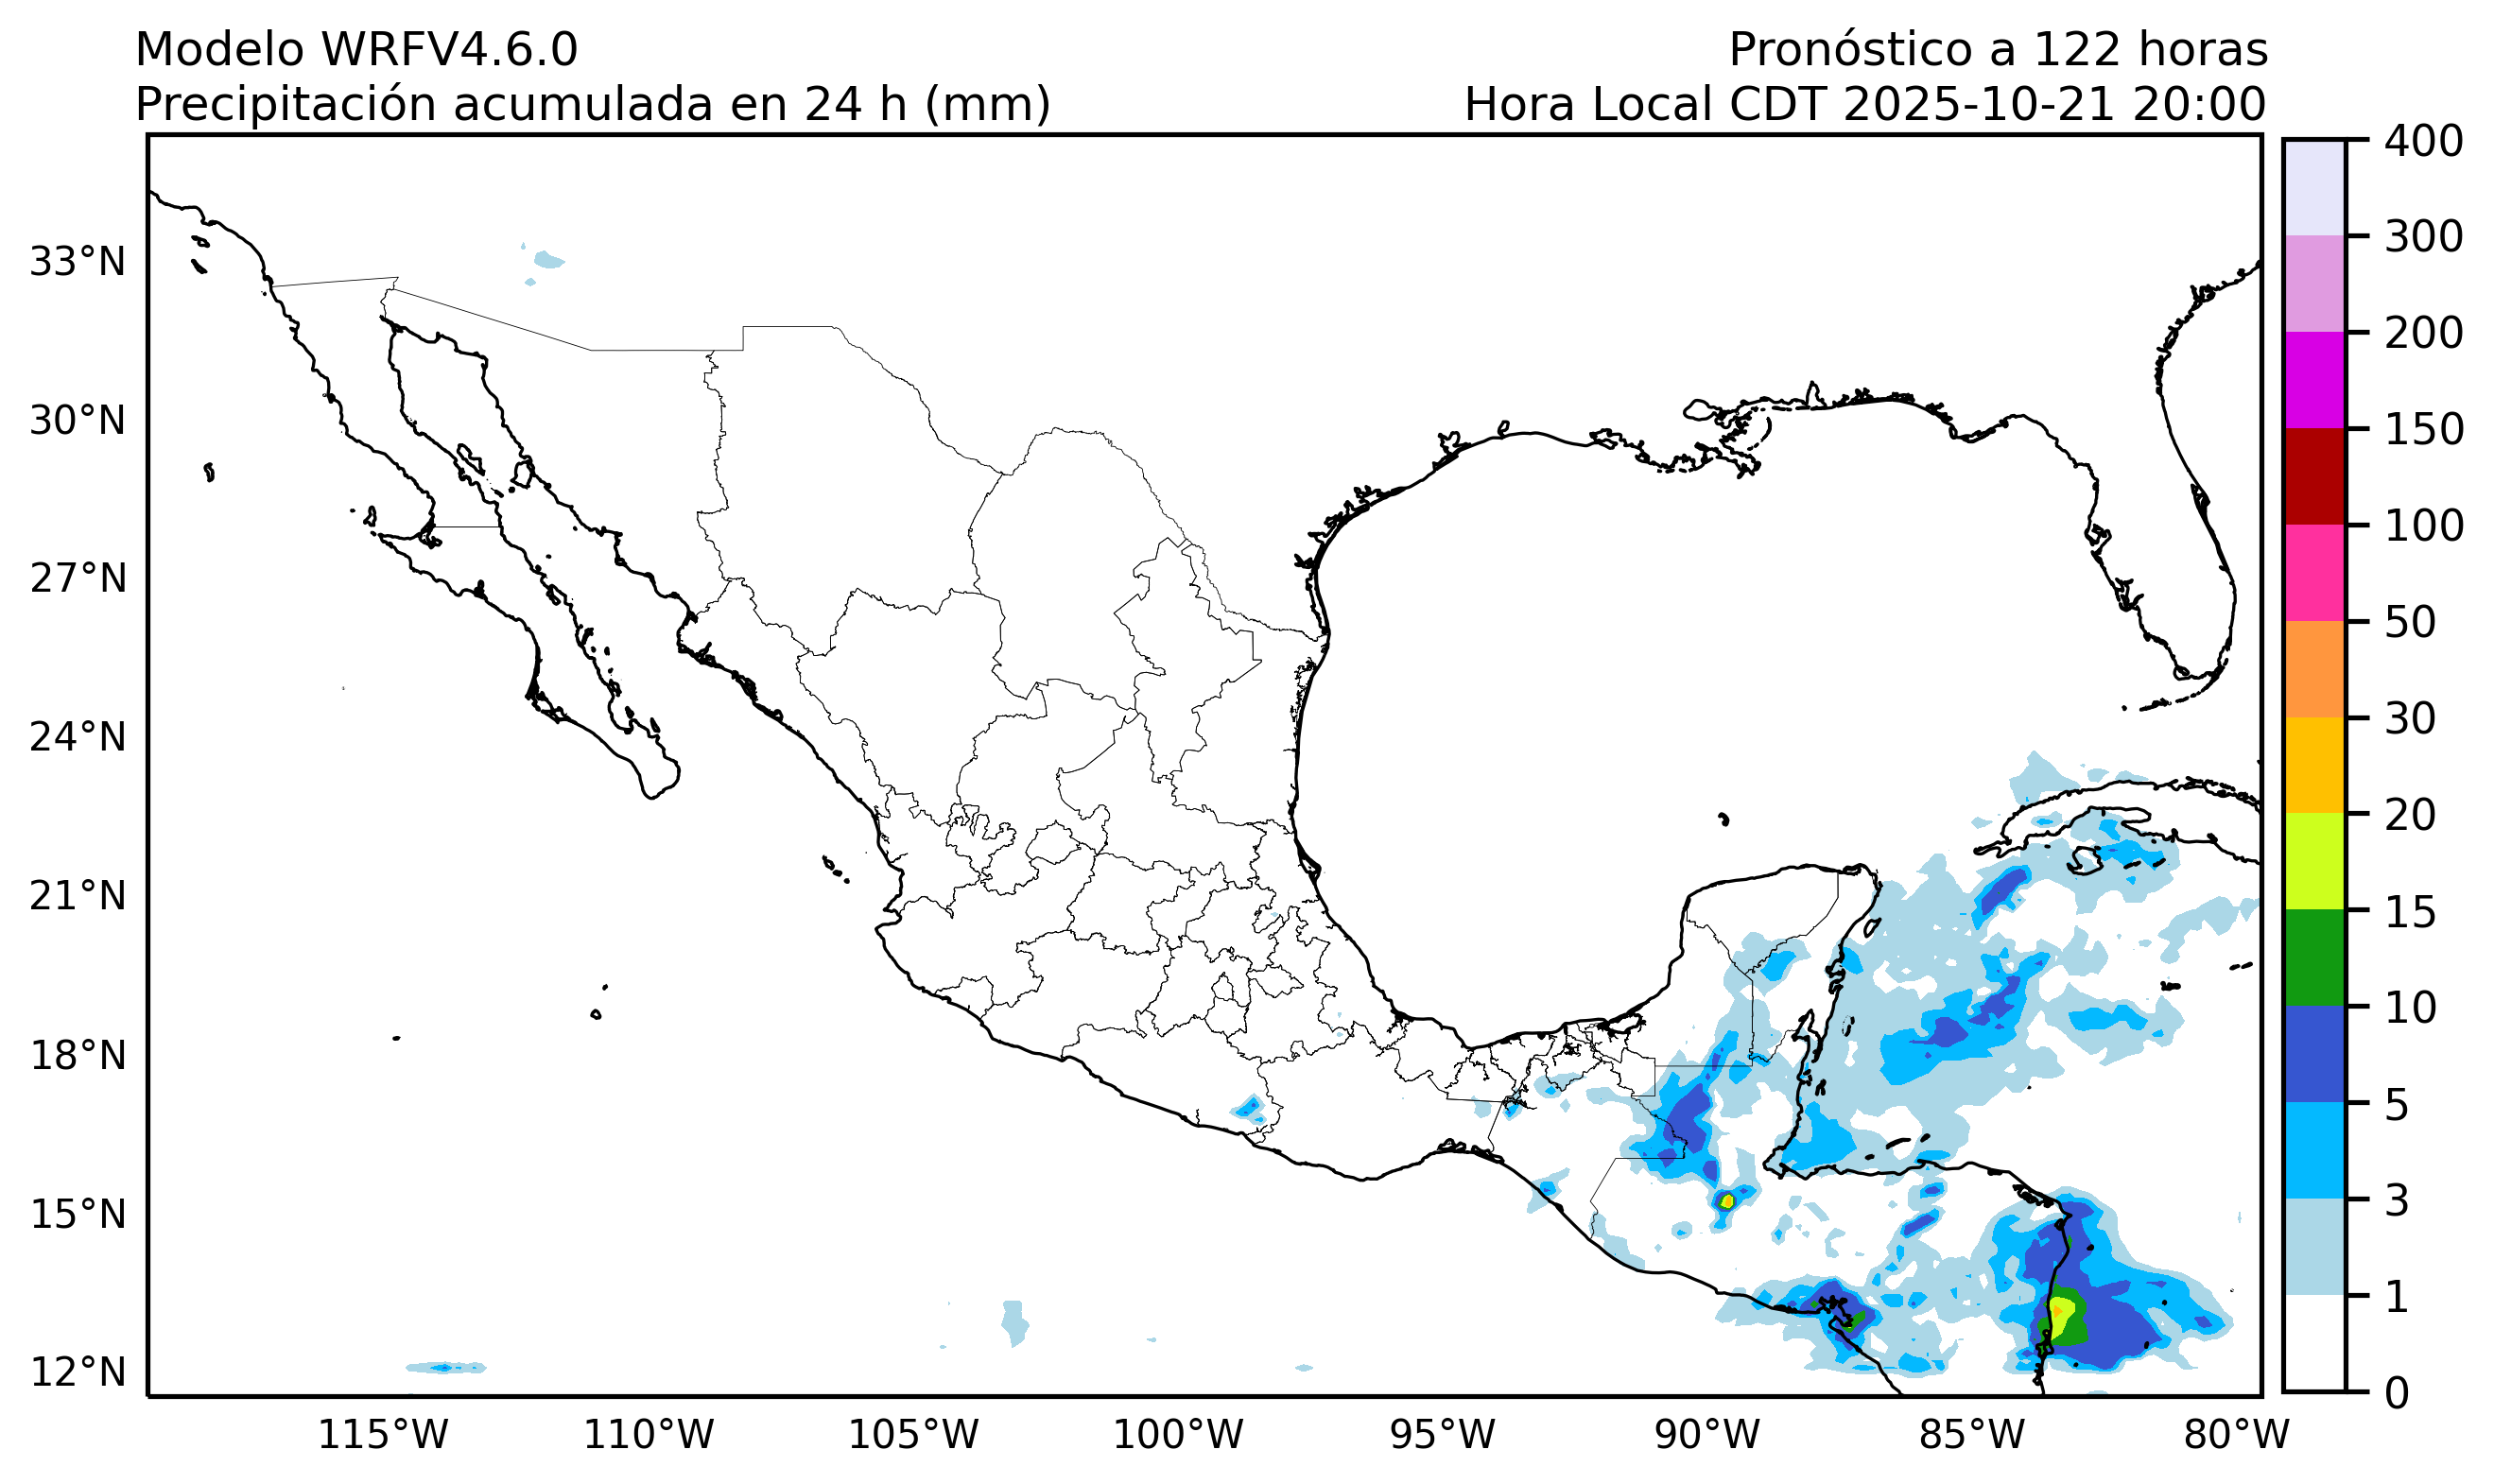 Modelo WRFV4.6.0
Pronóstico a 122 horas
Precipitación acumulada en 24 h (mm)
Hora Local CDT 2025-10-21 20:00
33°N
30°N
27°N
24°N
21°N
18°N
15°N
12°N
115°W
110°W
105°W
100°W
95°W
90°W
85°W
80°W
400
300
200
150
100
50
30
20
15
10
5
3
1
0